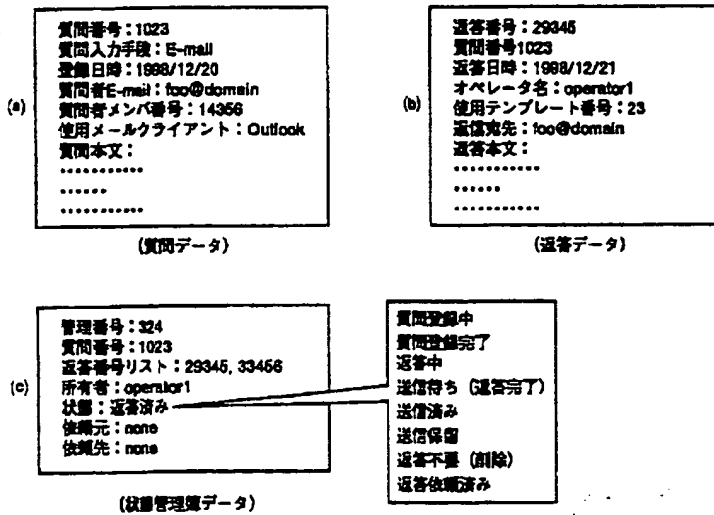 (a)
質問番号：1023
質問入力手段：E-mail
登録日時：1998/12/20
質問者E-mail：foo@domain
質問者メンバ番号：14356
使用メールクライアント：Outlook
質問本文：
…………
……
…………
(質問データ)
(b)
返答番号：29345
質問番号1023
返答日時：1998/12/21
オペレータ名：operator1
使用テンプレート番号：23
返信宛先：foo@domain
返答本文：
…………
……
…………
(返答データ)
(c)
管理番号：324
質問番号：1023
返答番号リスト：29345, 33456
所有者：operator1
状態：返答済み
依頼元：none
依頼先：none
(状態管理簿データ)
質問登録中
質問登録完了
返答中
送信待ち（返答完了）
送信済み
送信保留
返答不要（削除）
返答依頼済み